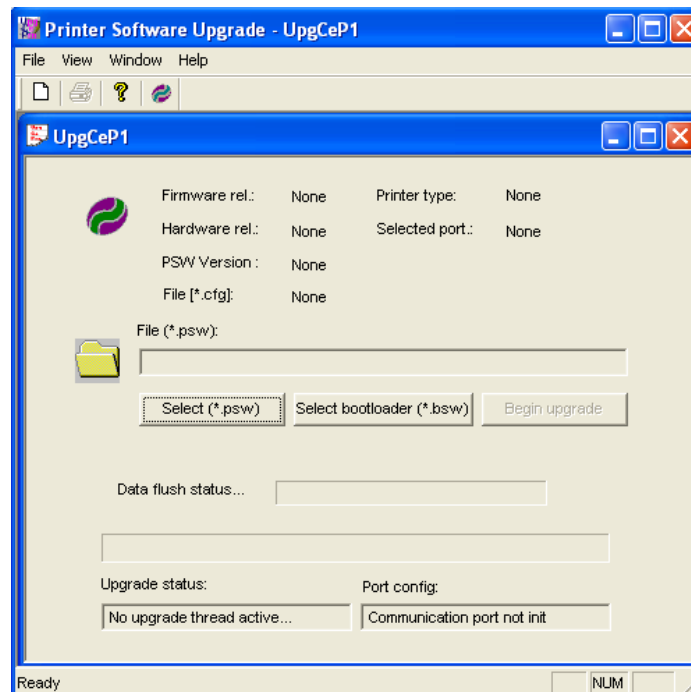 Printer Software Upgrade - UpgCeP1
File View Window Help
UpgCeP1
Firmware rel.: None Printer type: None
Hardware rel.: None Selected port.: None
PSW Version : None
File [*.cfg]: None
File (*.psw):
Select (*.psw) Select bootloader (*.bsw) Begin upgrade
Data flush status...
Upgrade status: Port config:
No upgrade thread active... Communication port not init
Ready NUM